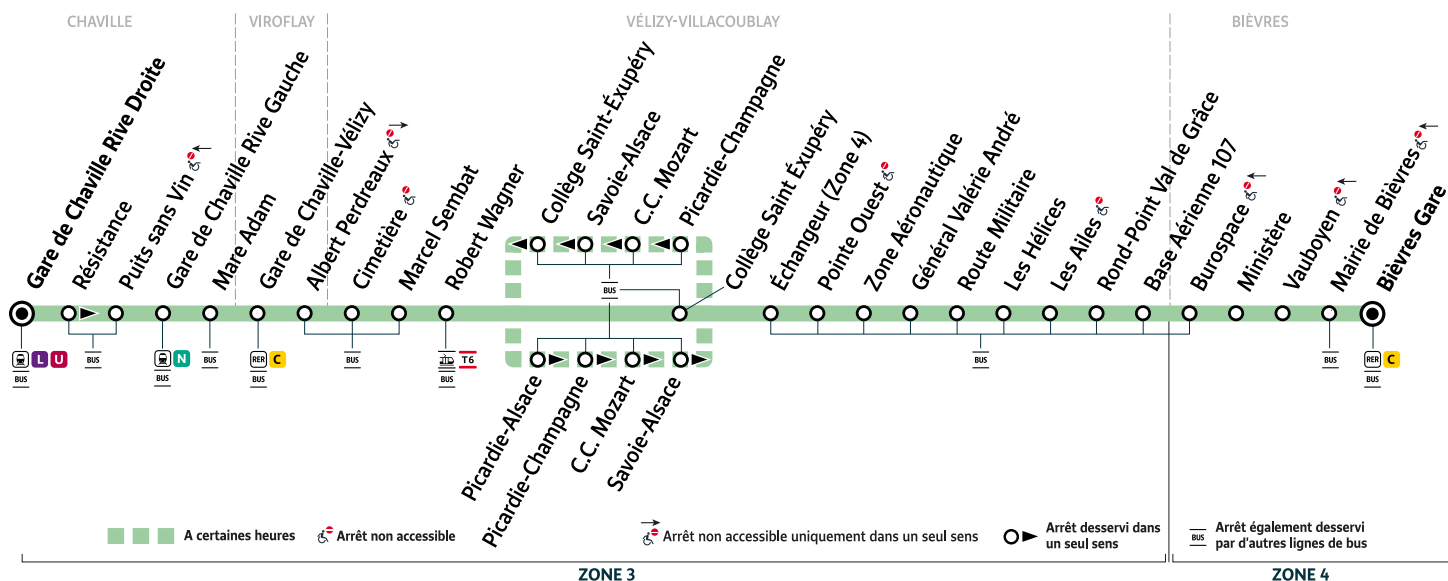 CHAVILLE
VIROFLAY
VÉLIZY-VILLACOUBLAY
BIÈVRES
Gare de Chaville Rive Droite
Résistance
Puits sans Vin
Gare de Chaville Rive Gauche
Mare Adam
Gare de Chaville-Vélizy
Albert Perdreaux
Cimetière
Marcel Sembat
Robert Wagner
Collège Saint-Éxupéry
Savoie-Alsace
C.C. Mozart
Picardie-Champagne
Collège Saint Éxupéry
Échangeur (Zone 4)
Pointe Ouest
Zone Aéronautique
Général Valérie André
Route Militaire
Les Hélices
Les Ailes
Rond-Point Val de Grâce
Base Aérienne 107
Burospace
Ministère
Vauboyen
Mairie de Bièvres
Bièvres Gare
BUS
L U
BUS
BUS
N
BUS
BUS
RER C
BUS
BUS
T6
BUS
BUS
BUS
RER C
BUS
Picardie-Alsace
Picardie-Champagne
C.C. Mozart
Savoie-Alsace
A certaines heures
Arrêt non accessible
Arrêt non accessible uniquement dans un seul sens
Arrêt desservi dans
un seul sens
BUS
Arrêt également desservi
par d'autres lignes de bus
ZONE 3
ZONE 4